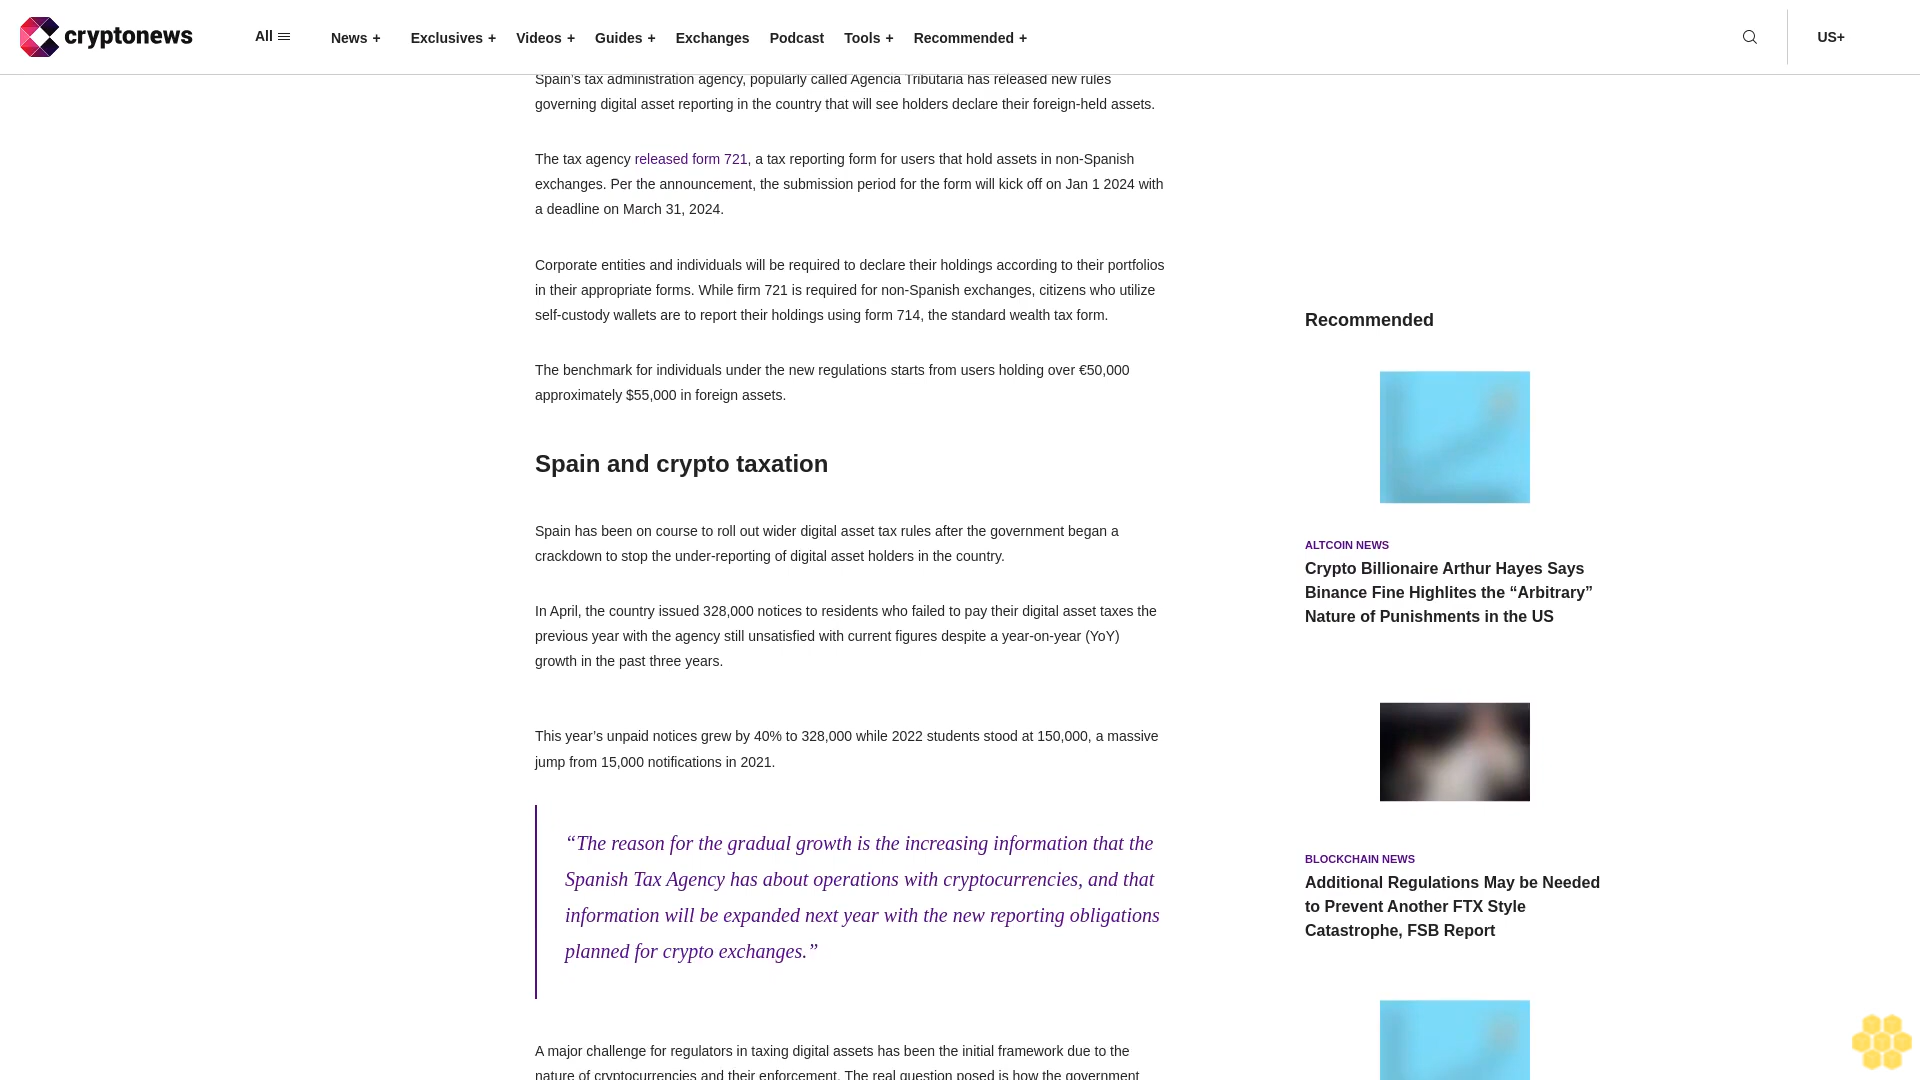 cryptonews
All
News +
Exclusives +
Videos +
Guides +
Exchanges
Podcast
Tools +
Recommended +
US+
Spain’s tax administration agency, popularly called Agencia Tributaria has released new rules
governing digital asset reporting in the country that will see holders declare their foreign-held assets.
The tax agency released form 721, a tax reporting form for users that hold assets in non-Spanish
exchanges. Per the announcement, the submission period for the form will kick off on Jan 1 2024 with
a deadline on March 31, 2024.
Corporate entities and individuals will be required to declare their holdings according to their portfolios
in their appropriate forms. While firm 721 is required for non-Spanish exchanges, citizens who utilize
self-custody wallets are to report their holdings using form 714, the standard wealth tax form.
The benchmark for individuals under the new regulations starts from users holding over €50,000
approximately $55,000 in foreign assets.
Spain and crypto taxation
Spain has been on course to roll out wider digital asset tax rules after the government began a
crackdown to stop the under-reporting of digital asset holders in the country.
In April, the country issued 328,000 notices to residents who failed to pay their digital asset taxes the
previous year with the agency still unsatisfied with current figures despite a year-on-year (YoY)
growth in the past three years.
This year’s unpaid notices grew by 40% to 328,000 while 2022 students stood at 150,000, a massive
jump from 15,000 notifications in 2021.
“The reason for the gradual growth is the increasing information that the
Spanish Tax Agency has about operations with cryptocurrencies, and that
information will be expanded next year with the new reporting obligations
planned for crypto exchanges.”
A major challenge for regulators in taxing digital assets has been the initial framework due to the
nature of cryptocurrencies and their enforcement. The real question posed is how the government
Recommended
ALTCOIN NEWS
Crypto Billionaire Arthur Hayes Says
Binance Fine Highlites the “Arbitrary”
Nature of Punishments in the US
BLOCKCHAIN NEWS
Additional Regulations May be Needed
to Prevent Another FTX Style
Catastrophe, FSB Report